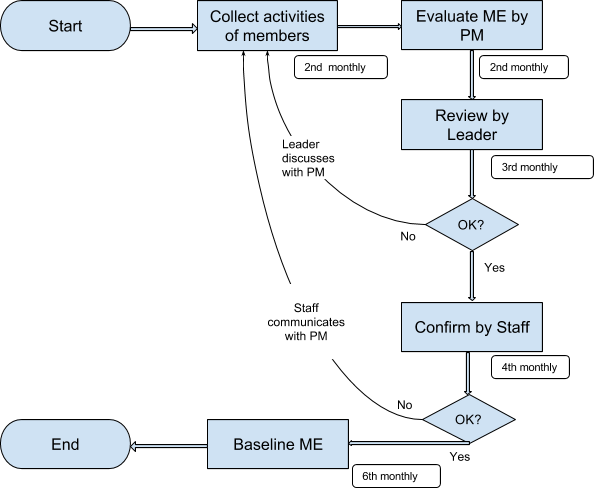 Start
Collect activities
of members
Evaluate ME by
PM
2nd  monthly
2nd monthly
Review by
Leader
Leader
discusses
with PM
3rd monthly
OK?
No
Yes
Staff
communicates
with PM
Confirm by Staff
4th monthly
No
OK?
End
Baseline ME
Yes
6th monthly